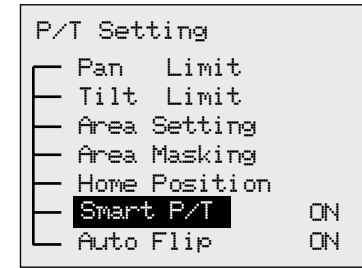 P/T Setting
Pan Limit
Tilt Limit
Area Setting
Area Masking
Home Position
Smart P/T ON
Auto Flip ON